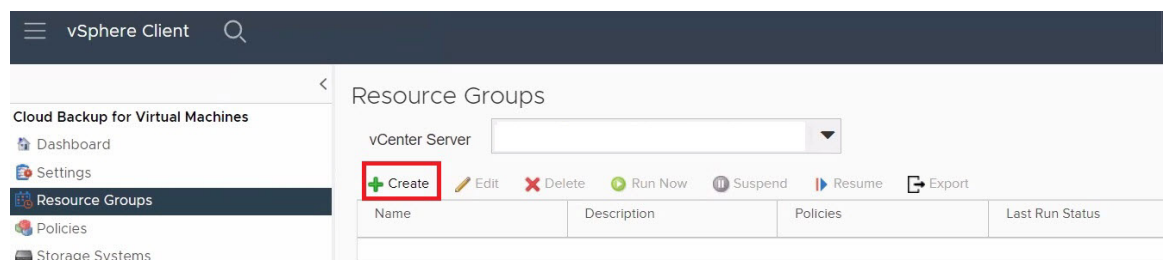 vSphere Client
Cloud Backup for Virtual Machines
Dashboard
Settings
Resource Groups
Policies
Storage Systems
Resource Groups
vCenter Server
Create Edit Delete Run Now Suspend Resume Export
Name Description Policies Last Run Status